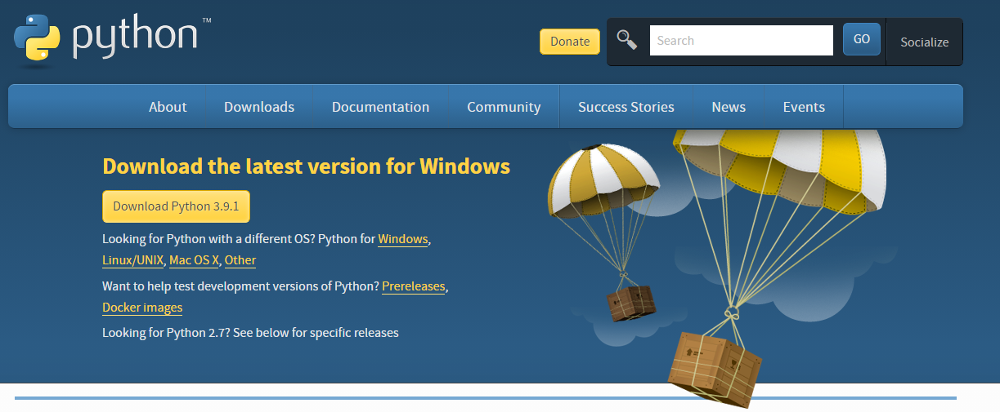 python™
Donate
Search
GO
Socialize
About Downloads Documentation Community Success Stories News Events
Download the latest version for Windows
Download Python 3.9.1
Looking for Python with a different OS? Python for Windows,
Linux/UNIX, Mac OS X, Other
Want to help test development versions of Python? Prereleases,
Docker images
Looking for Python 2.7? See below for specific releases